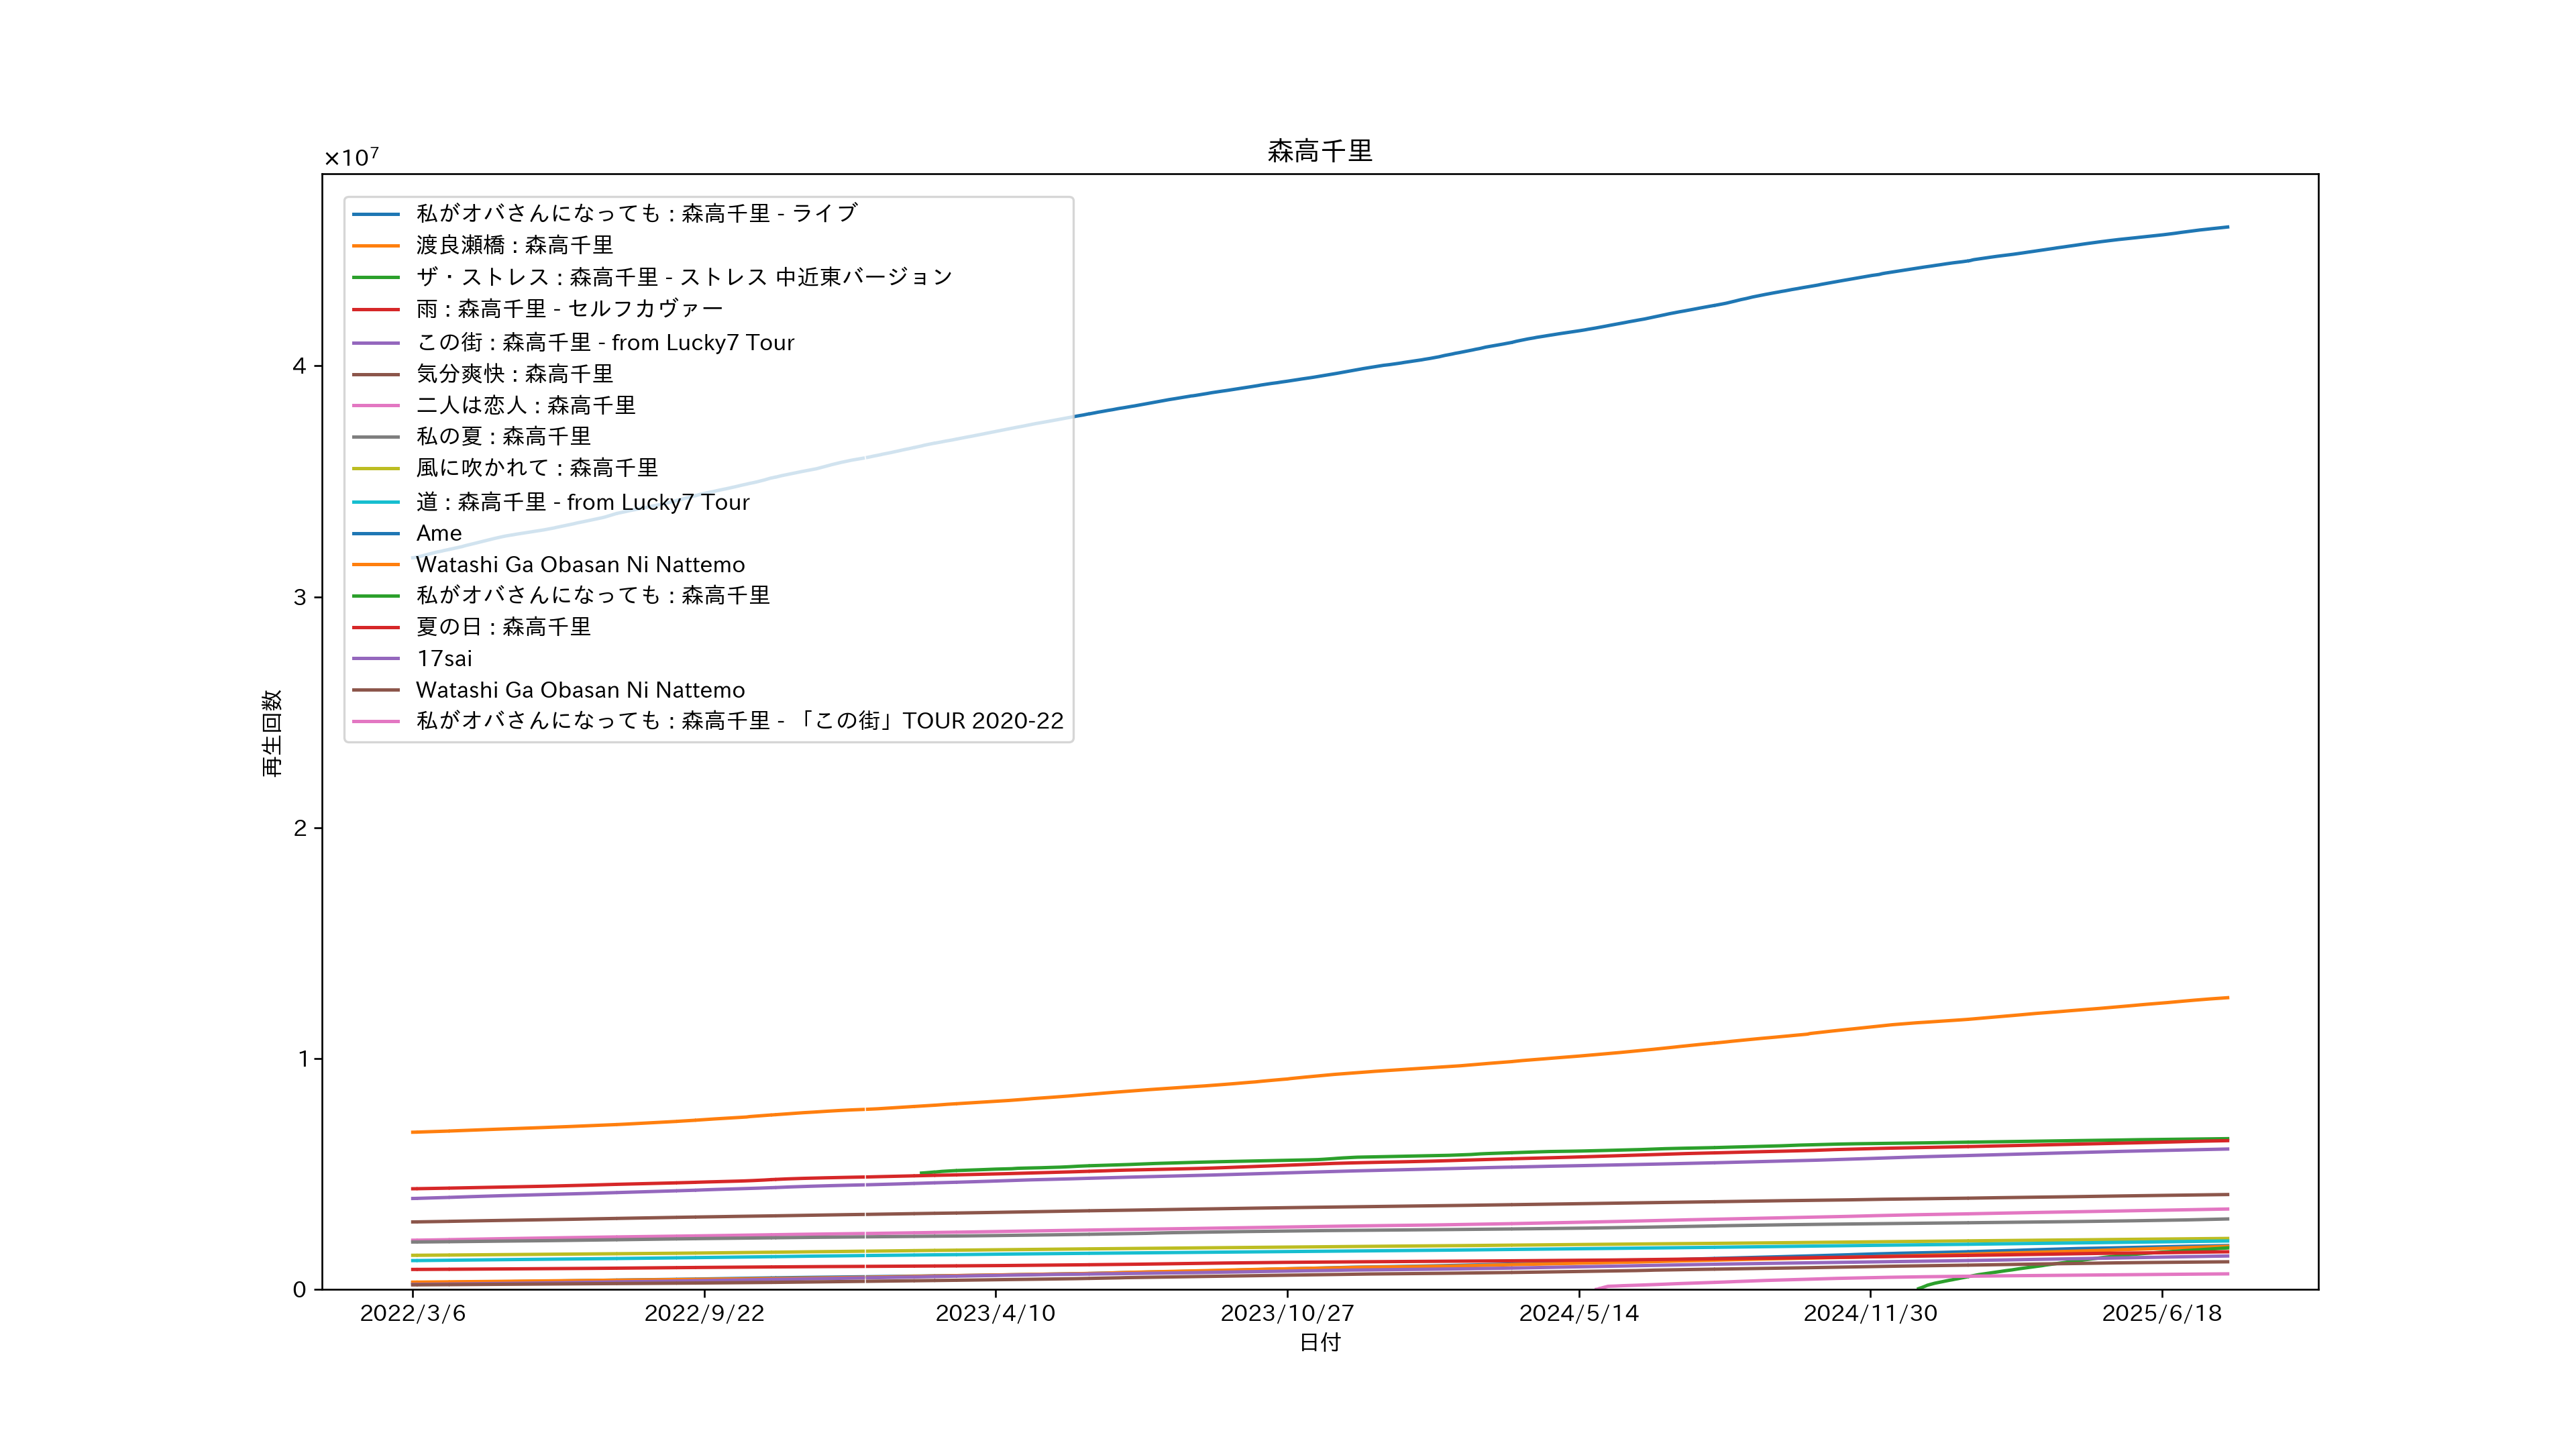 森高千里
×10⁷
私がオバさんになっても : 森高千里 - ライブ
渡良瀬橋 : 森高千里
ザ・ストレス : 森高千里 - ストレス 中近東バージョン
雨 : 森高千里 - セルフカヴァー
この街 : 森高千里 - from Lucky7 Tour
気分爽快 : 森高千里
二人は恋人 : 森高千里
私の夏 : 森高千里
風に吹かれて : 森高千里
道 : 森高千里 - from Lucky7 Tour
Ame
Watashi Ga Obasan Ni Nattemo
私がオバさんになっても : 森高千里
夏の日 : 森高千里
17sai
Watashi Ga Obasan Ni Nattemo
私がオバさんになっても : 森高千里 - 「この街」TOUR 2020-22
4
3
2
1
0
再生回数
2022/3/6 2022/9/22 2023/4/10 2023/10/27 2024/5/14 2024/11/30 2025/6/18
日付